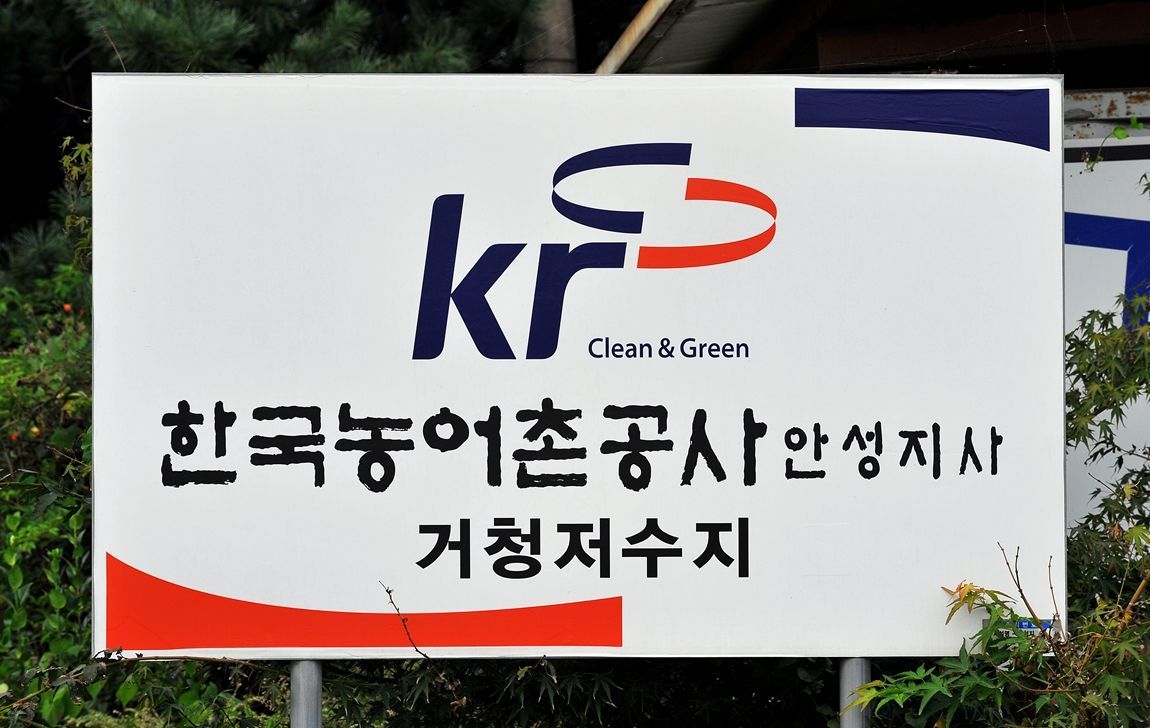 kr
Clean & Green
한국농어촌공사 안성지사
거청저수지